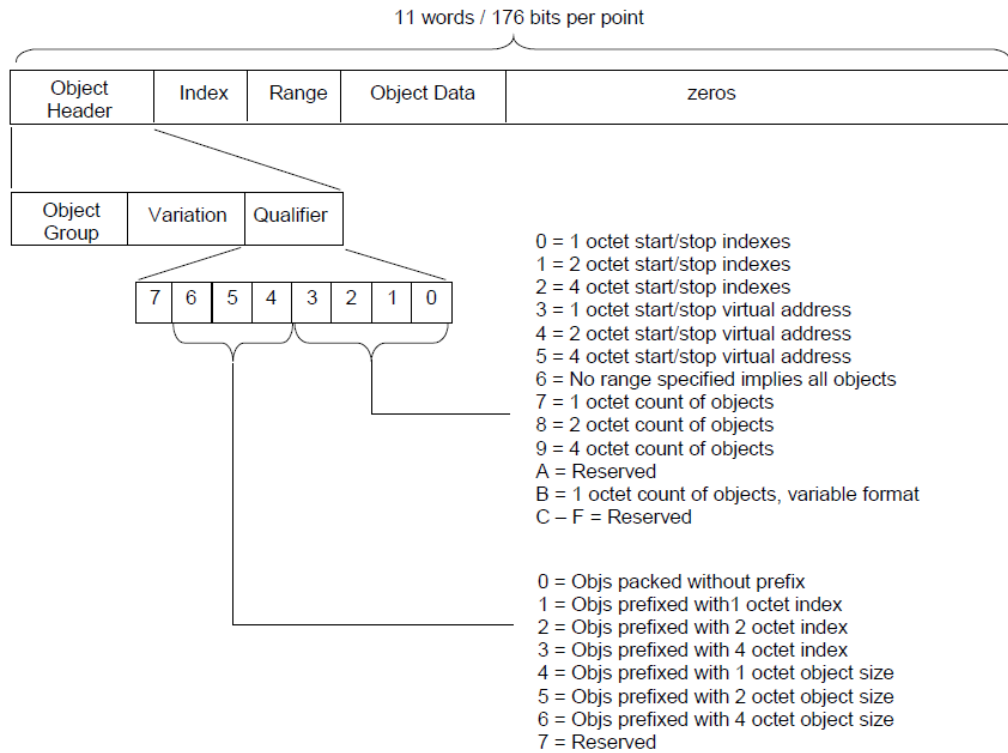 11 words / 176 bits per point
Object Header
Index
Range
Object Data
zeros
Object Group
Variation
Qualifier
7 6 5 4 3 2 1 0
0 = 1 octet start/stop indexes
1 = 2 octet start/stop indexes
2 = 4 octet start/stop indexes
3 = 1 octet start/stop virtual address
4 = 2 octet start/stop virtual address
5 = 4 octet start/stop virtual address
6 = No range specified implies all objects
7 = 1 octet count of objects
8 = 2 octet count of objects
9 = 4 octet count of objects
A = Reserved
B = 1 octet count of objects, variable format
C – F = Reserved
0 = Objs packed without prefix
1 = Objs prefixed with1 octet index
2 = Objs prefixed with 2 octet index
3 = Objs prefixed with 4 octet index
4 = Objs prefixed with 1 octet object size
5 = Objs prefixed with 2 octet object size
6 = Objs prefixed with 4 octet object size
7 = Reserved